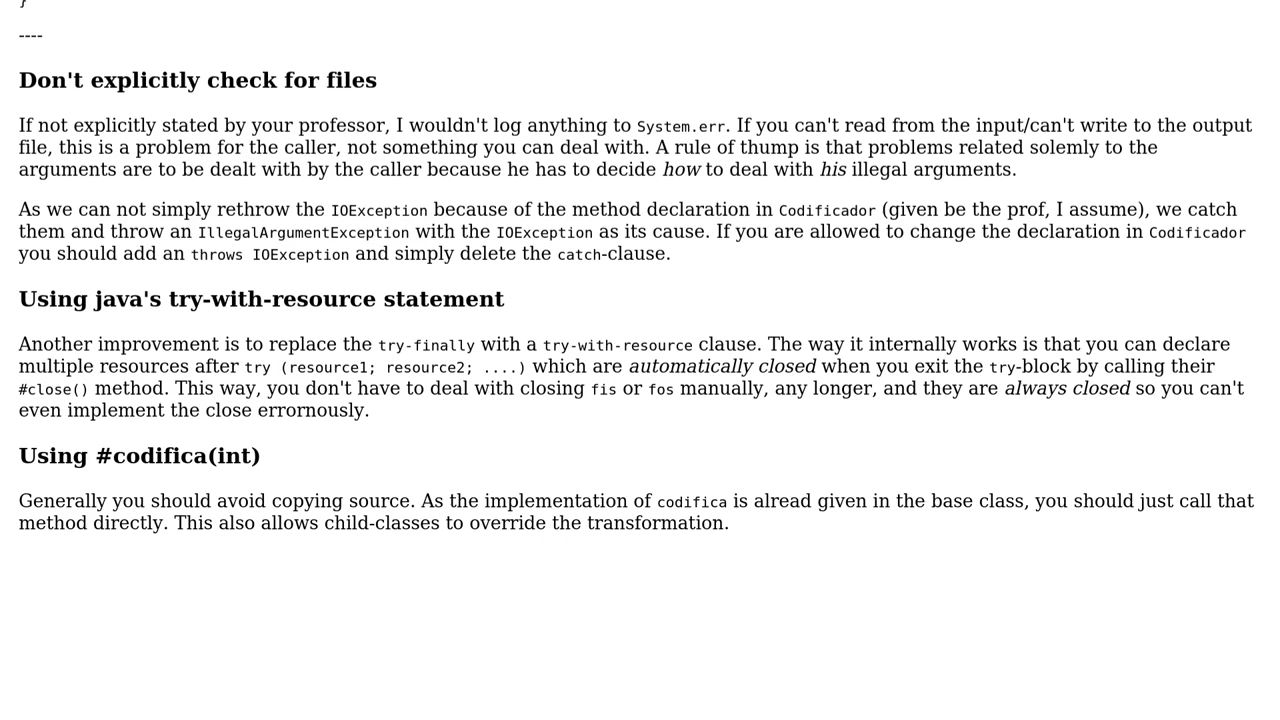 }
----
Don't explicitly check for files
If not explicitly stated by your professor, I wouldn't log anything to System.err. If you can't read from the input/can't write to the output
file, this is a problem for the caller, not something you can deal with. A rule of thump is that problems related solemly to the
arguments are to be dealt with by the caller because he has to decide how to deal with his illegal arguments.
As we can not simply rethrow the IOException because of the method declaration in Codificador (given be the prof, I assume), we catch
them and throw an IllegalArgumentException with the IOException as its cause. If you are allowed to change the declaration in Codificador
you should add an throws IOException and simply delete the catch-clause.
Using java's try-with-resource statement
Another improvement is to replace the try-finally with a try-with-resource clause. The way it internally works is that you can declare
multiple resources after try (resource1; resource2; ....) which are automatically closed when you exit the try-block by calling their
#close() method. This way, you don't have to deal with closing fis or fos manually, any longer, and they are always closed so you can't
even implement the close errornously.
Using #codifica(int)
Generally you should avoid copying source. As the implementation of codifica is alread given in the base class, you should just call that
method directly. This also allows child-classes to override the transformation.